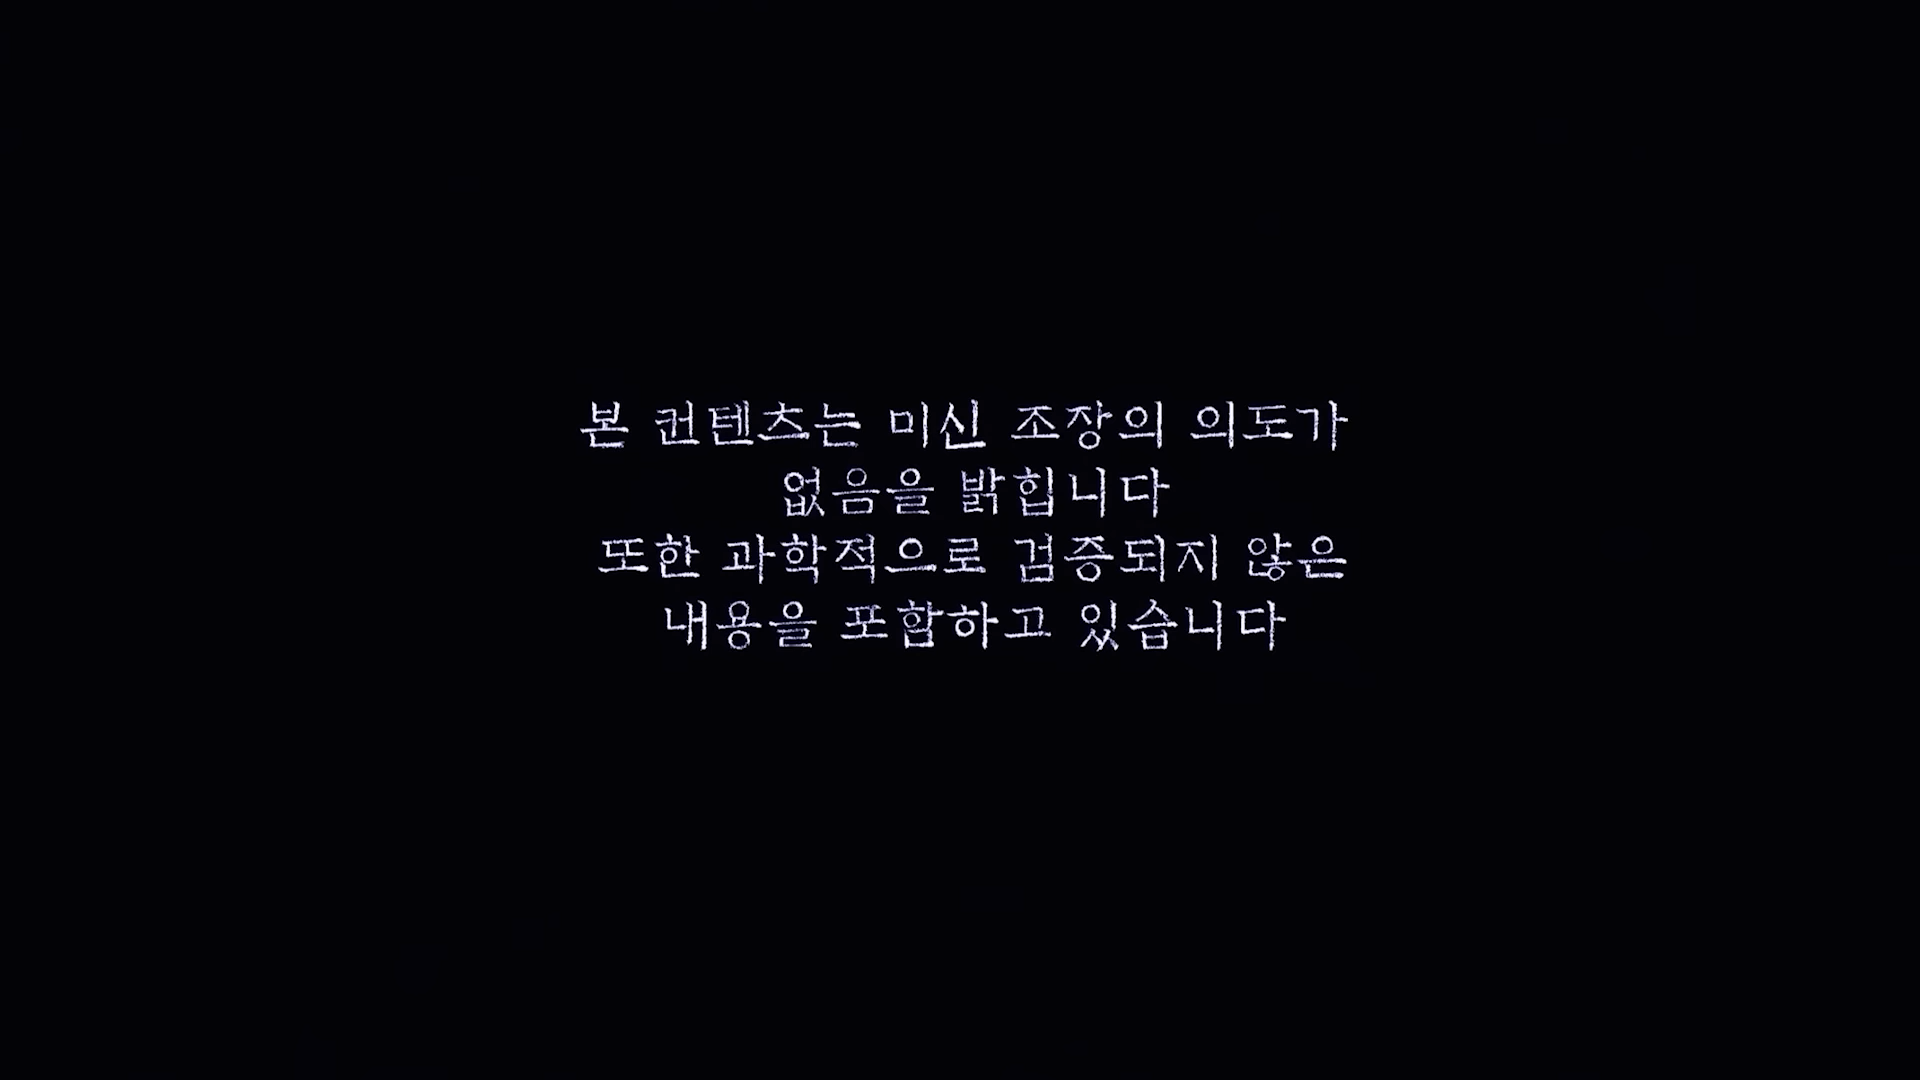 본 컨텐츠는 미신 조장의 의도가
없음을 밝힙니다
또한 과학적으로 검증되지 않은
내용을 포함하고 있습니다